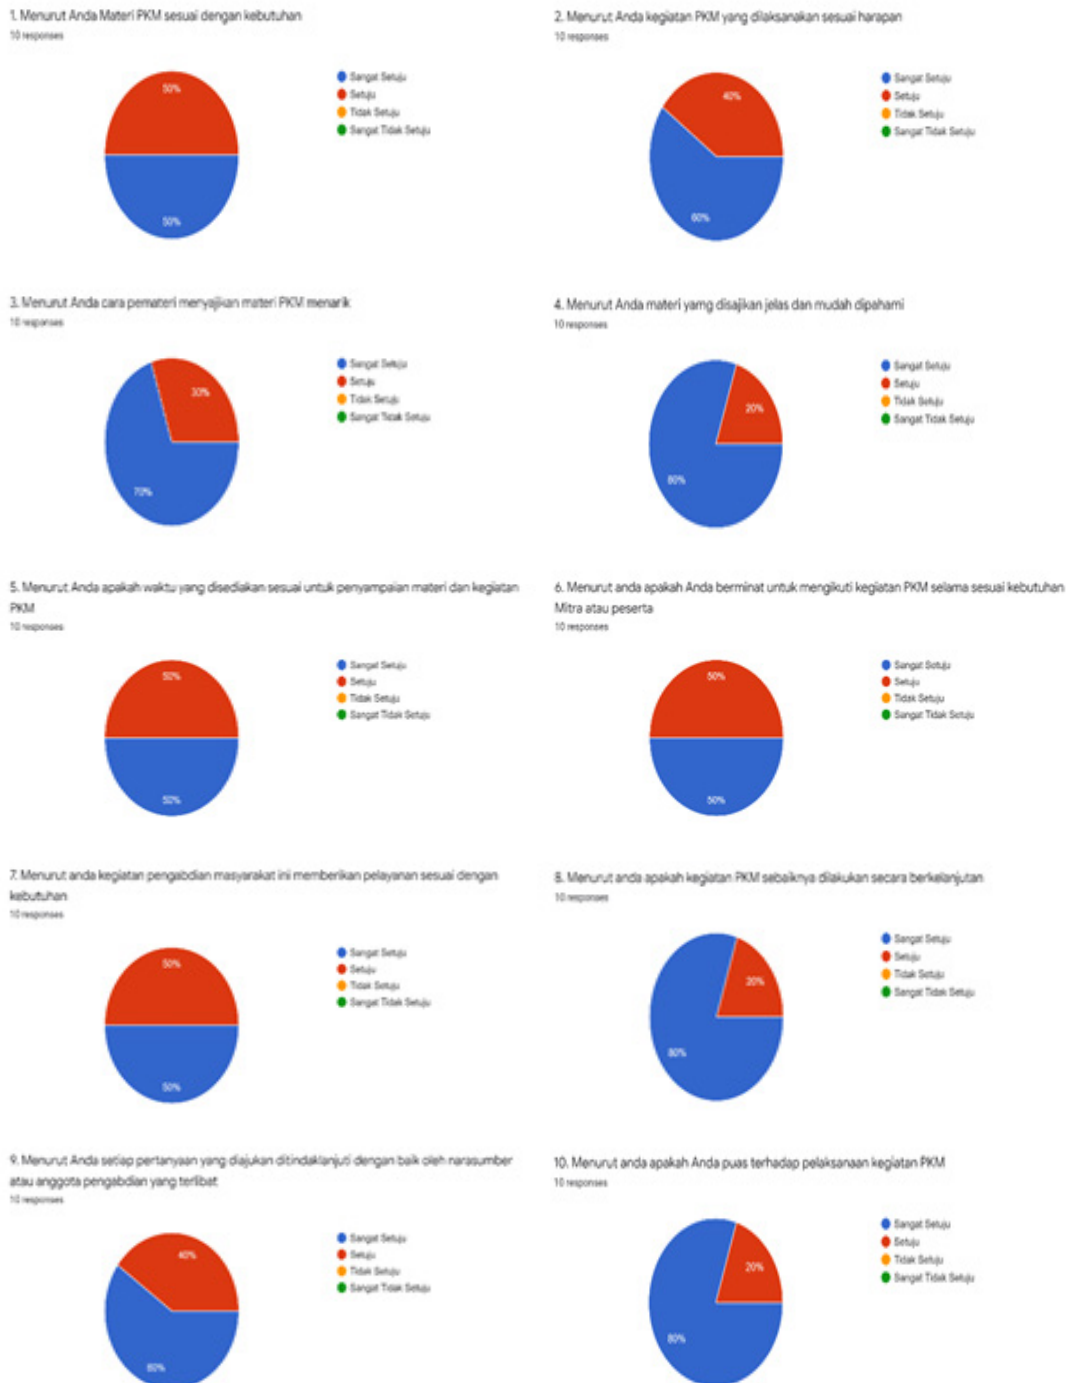 1. Menurut Anda Materi PKM sesuai dengan kebutuhan
10 responses
50%
50%
Sangat Setuju
Setuju
Tidak Setuju
Sangat Tidak Setuju
2. Menurut Anda kegiatan PKM yang dilaksanakan sesuai harapan
10 responses
40%
60%
Sangat Setuju
Setuju
Tidak Setuju
Sangat Tidak Setuju
3. Menurut Anda cara pemateri menyajikan materi PKM menarik
10 responses
30%
70%
Sangat Setuju
Setuju
Tidak Setuju
Sangat Tidak Setuju
4. Menurut Anda materi yamg disajikan jelas dan mudah dipahami
10 responses
20%
80%
Sangat Setuju
Setuju
Tidak Setuju
Sangat Tidak Setuju
5. Menurut Anda apakah waktu yang disediakan sesuai untuk penyampaian materi dan kegiatan
PKM
10 responses
50%
50%
Sangat Setuju
Setuju
Tidak Setuju
Sangat Tidak Setuju
6. Menurut anda apakah Anda berminat untuk mengikuti kegiatan PKM selama sesuai kebutuhan
Mitra atau peserta
10 responses
50%
50%
Sangat Setuju
Setuju
Tidak Setuju
Sangat Tidak Setuju
7. Menurut anda kegiatan pengabdian masyarakat ini memberikan pelayanan sesuai dengan
kebutuhan
10 responses
50%
50%
Sangat Setuju
Setuju
Tidak Setuju
Sangat Tidak Setuju
8. Menurut anda apakah kegiatan PKM sebaiknya dilakukan secara berkelanjutan
10 responses
20%
80%
Sangat Setuju
Setuju
Tidak Setuju
Sangat Tidak Setuju
9. Menurut Anda setiap pertanyaan yang diajukan ditindaklanjuti dengan baik oleh narasumber
atau anggota pengabdian yang terlibat
10 responses
40%
60%
Sangat Setuju
Setuju
Tidak Setuju
Sangat Tidak Setuju
10. Menurut anda apakah Anda puas terhadap pelaksanaan kegiatan PKM
10 responses
20%
80%
Sangat Setuju
Setuju
Tidak Setuju
Sangat Tidak Setuju